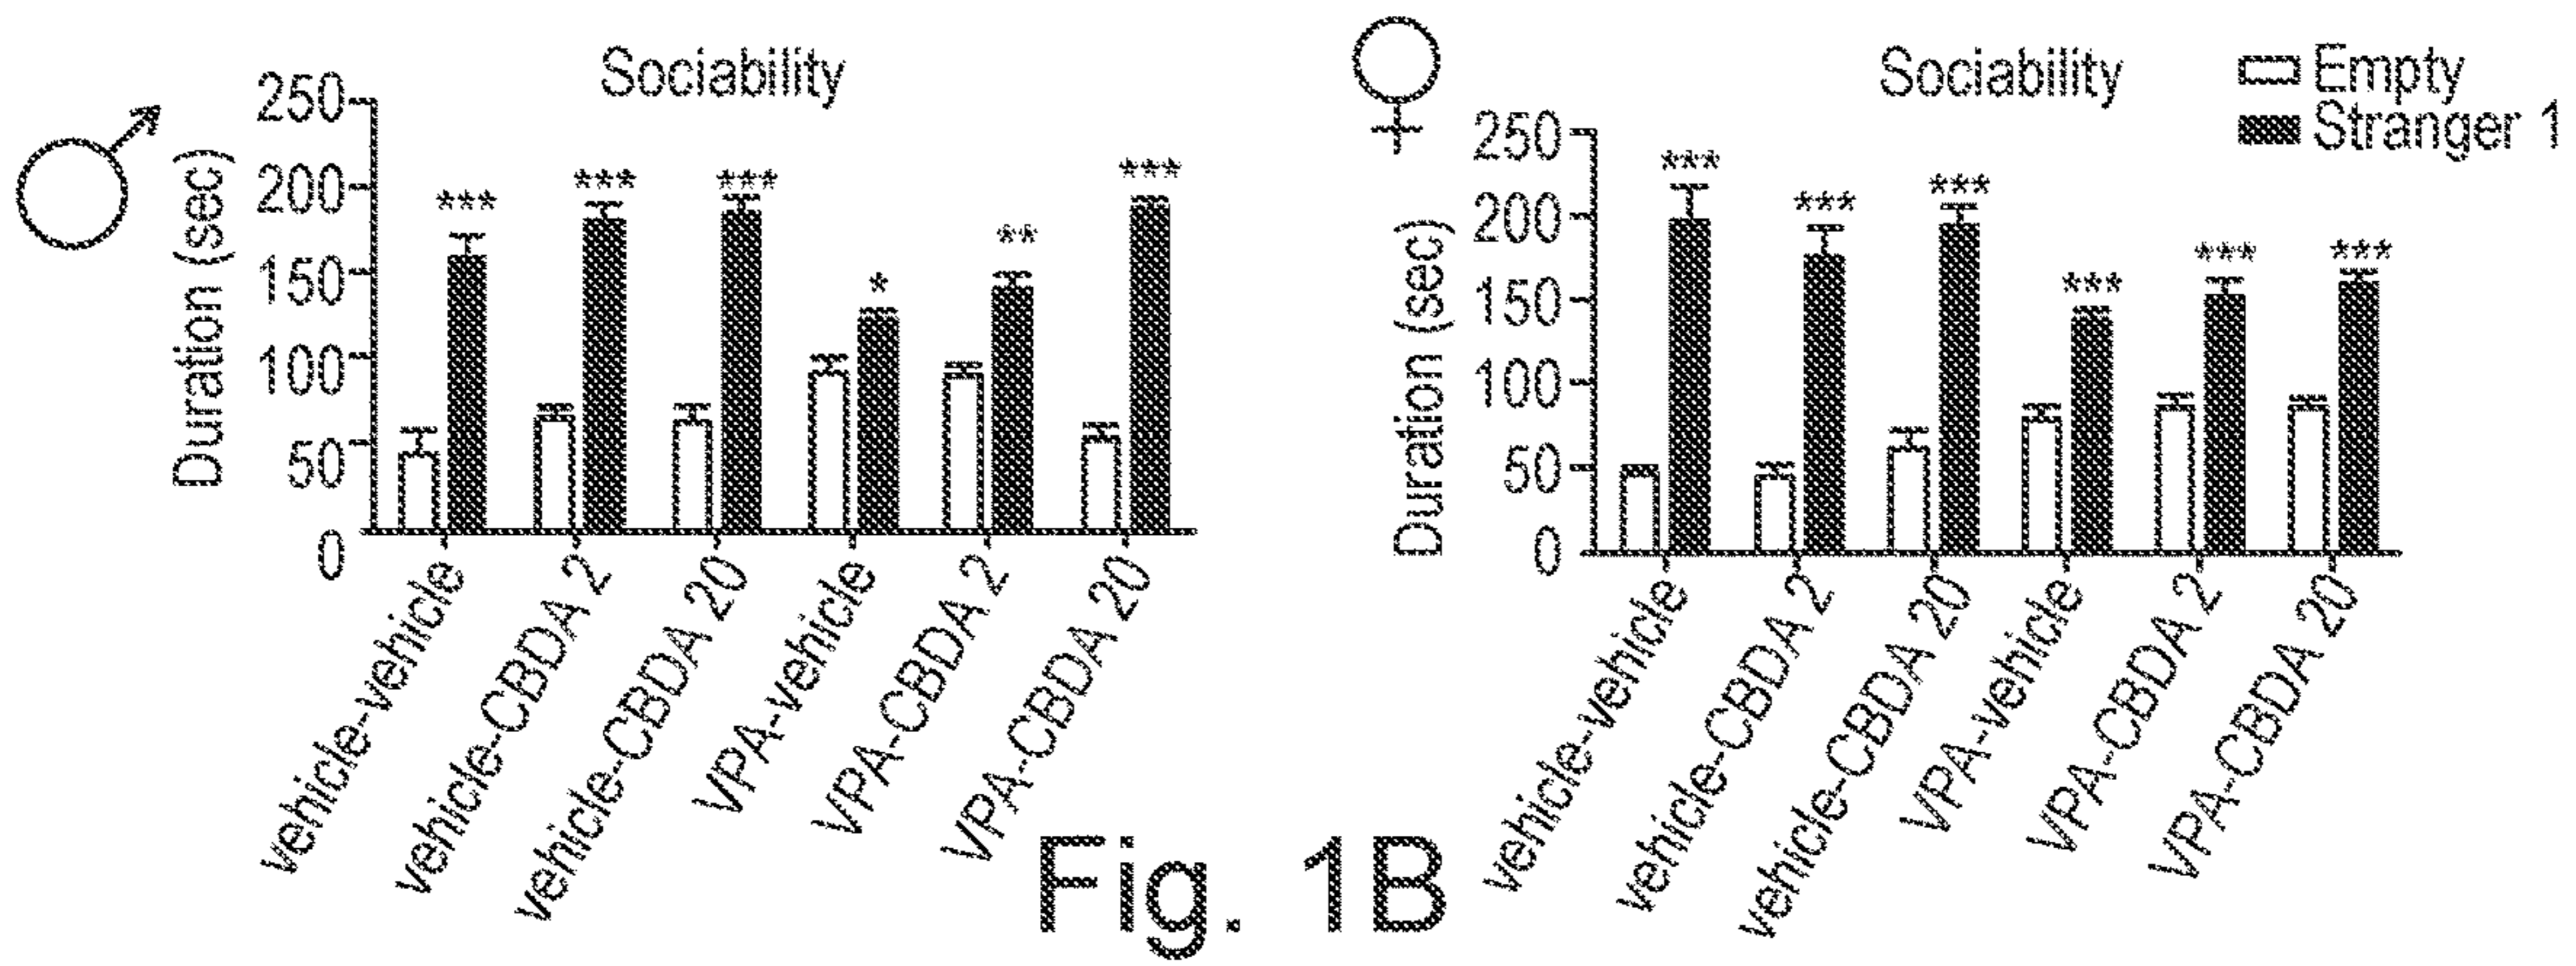 Sociability
Duration (sec)
250
200
150
100
50
0
***
***
***
*
**
***
vehicle-vehicle
vehicle-CBDA 2
vehicle-CBDA 20
VPA-vehicle
VPA-CBDA 2
VPA-CBDA 20
Sociability
Empty
Stranger 1
Duration (sec)
250
200
150
100
50
0
***
***
***
***
***
***
vehicle-vehicle
vehicle-CBDA 2
vehicle-CBDA 20
VPA-vehicle
VPA-CBDA 2
VPA-CBDA 20
Fig. 1B